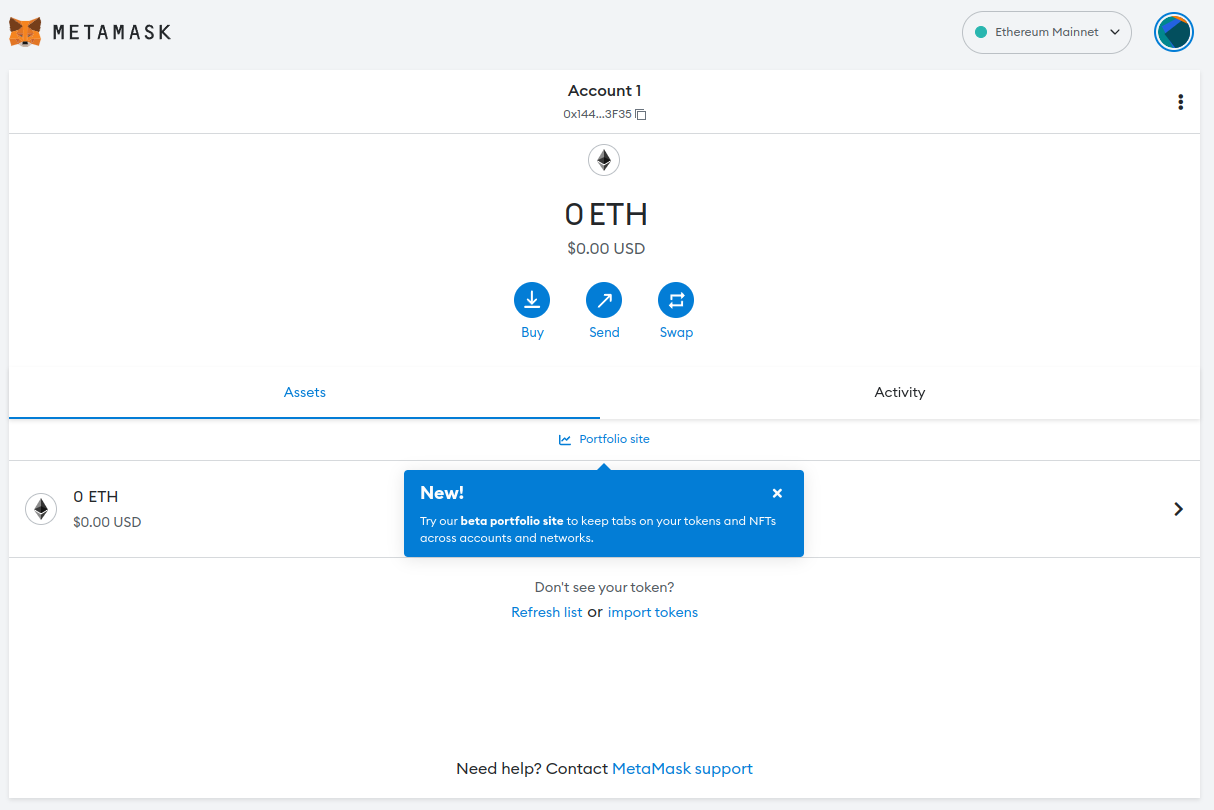 METAMASK
Ethereum Mainnet
Account 1
0x144...3F35
0 ETH
$0.00 USD
Buy
Send
Swap
Assets
Activity
Portfolio site
0 ETH
$0.00 USD
New!
Try our beta portfolio site to keep tabs on your tokens and NFTs
across accounts and networks.
Don't see your token?
Refresh list or import tokens
Need help? Contact MetaMask support